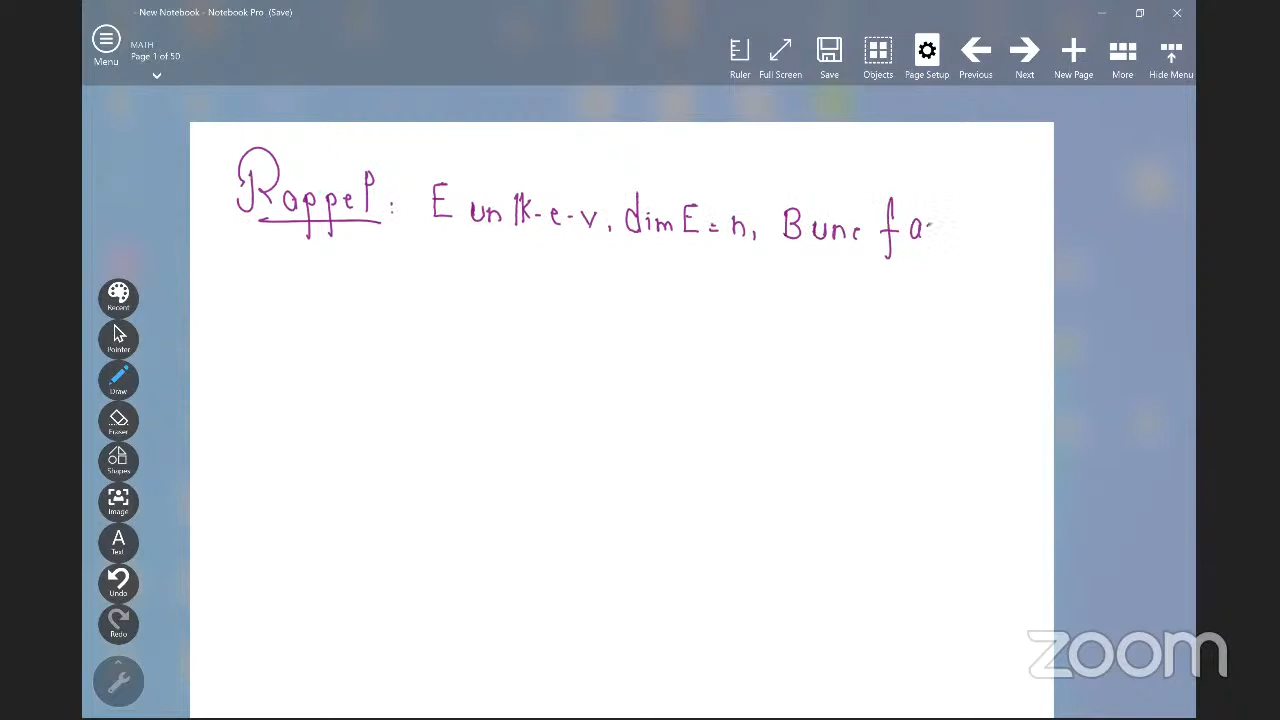 - New Notebook - Notebook Pro (Save)
Menu
MATH
Page 1 of 50
Ruler
Full Screen
Save
Objects
Page Setup
Previous
Next
New Page
More
Hide Menu
Rappel : E un lk-e-v, dim E = n, B une fa
Recent
Pointer
Draw
Eraser
Shapes
Image
A
Text
Undo
Redo
zoom